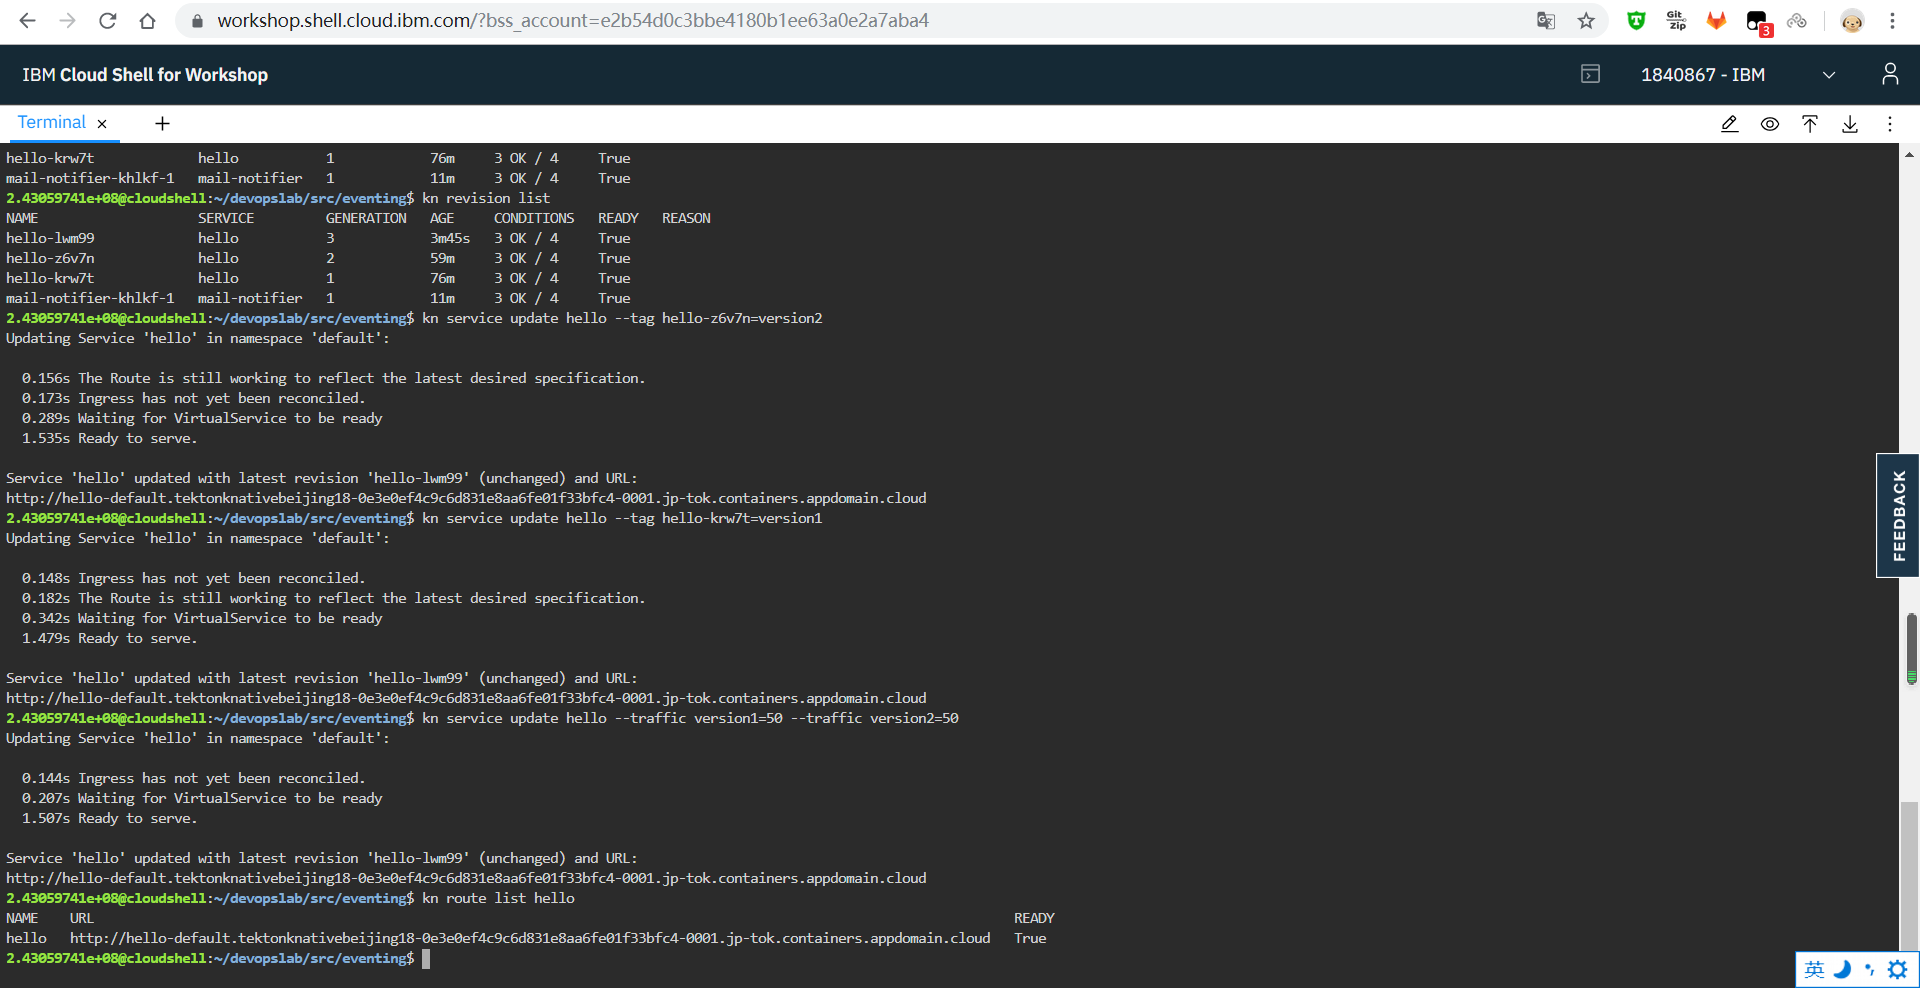 workshop.shell.cloud.ibm.com/?bss_account=e2b54d0c3bbe4180b1ee63a0e2a7aba4
Git
Zip
3
IBM Cloud Shell for Workshop
1840867 - IBM
Terminal
hello-krw7t hello 1 76m 3 OK / 4 True
mail-notifier-khlkf-1 mail-notifier 1 11m 3 OK / 4 True
2.43059741e+08@cloudshell:~/devopslab/src/eventing$ kn revision list
NAME SERVICE GENERATION AGE CONDITIONS READY REASON
hello-lwm99 hello 3 3m45s 3 OK / 4 True
hello-z6v7n hello 2 59m 3 OK / 4 True
hello-krw7t hello 1 76m 3 OK / 4 True
mail-notifier-khlkf-1 mail-notifier 1 11m 3 OK / 4 True
2.43059741e+08@cloudshell:~/devopslab/src/eventing$ kn service update hello --tag hello-z6v7n=version2
Updating Service 'hello' in namespace 'default':
0.156s The Route is still working to reflect the latest desired specification.
0.173s Ingress has not yet been reconciled.
0.289s Waiting for VirtualService to be ready
1.535s Ready to serve.
Service 'hello' updated with latest revision 'hello-lwm99' (unchanged) and URL:
http://hello-default.tektonknativebeijing18-0e3e0ef4c9c6d831e8aa6fe01f33bfc4-0001.jp-tok.containers.appdomain.cloud
2.43059741e+08@cloudshell:~/devopslab/src/eventing$ kn service update hello --tag hello-krw7t=version1
Updating Service 'hello' in namespace 'default':
0.148s Ingress has not yet been reconciled.
0.182s The Route is still working to reflect the latest desired specification.
0.342s Waiting for VirtualService to be ready
1.479s Ready to serve.
Service 'hello' updated with latest revision 'hello-lwm99' (unchanged) and URL:
http://hello-default.tektonknativebeijing18-0e3e0ef4c9c6d831e8aa6fe01f33bfc4-0001.jp-tok.containers.appdomain.cloud
2.43059741e+08@cloudshell:~/devopslab/src/eventing$ kn service update hello --traffic version1=50 --traffic version2=50
Updating Service 'hello' in namespace 'default':
0.144s Ingress has not yet been reconciled.
0.207s Waiting for VirtualService to be ready
1.507s Ready to serve.
Service 'hello' updated with latest revision 'hello-lwm99' (unchanged) and URL:
http://hello-default.tektonknativebeijing18-0e3e0ef4c9c6d831e8aa6fe01f33bfc4-0001.jp-tok.containers.appdomain.cloud
2.43059741e+08@cloudshell:~/devopslab/src/eventing$ kn route list hello
NAME URL READY
hello http://hello-default.tektonknativebeijing18-0e3e0ef4c9c6d831e8aa6fe01f33bfc4-0001.jp-tok.containers.appdomain.cloud True
2.43059741e+08@cloudshell:~/devopslab/src/eventing$
FEEDBACK
英